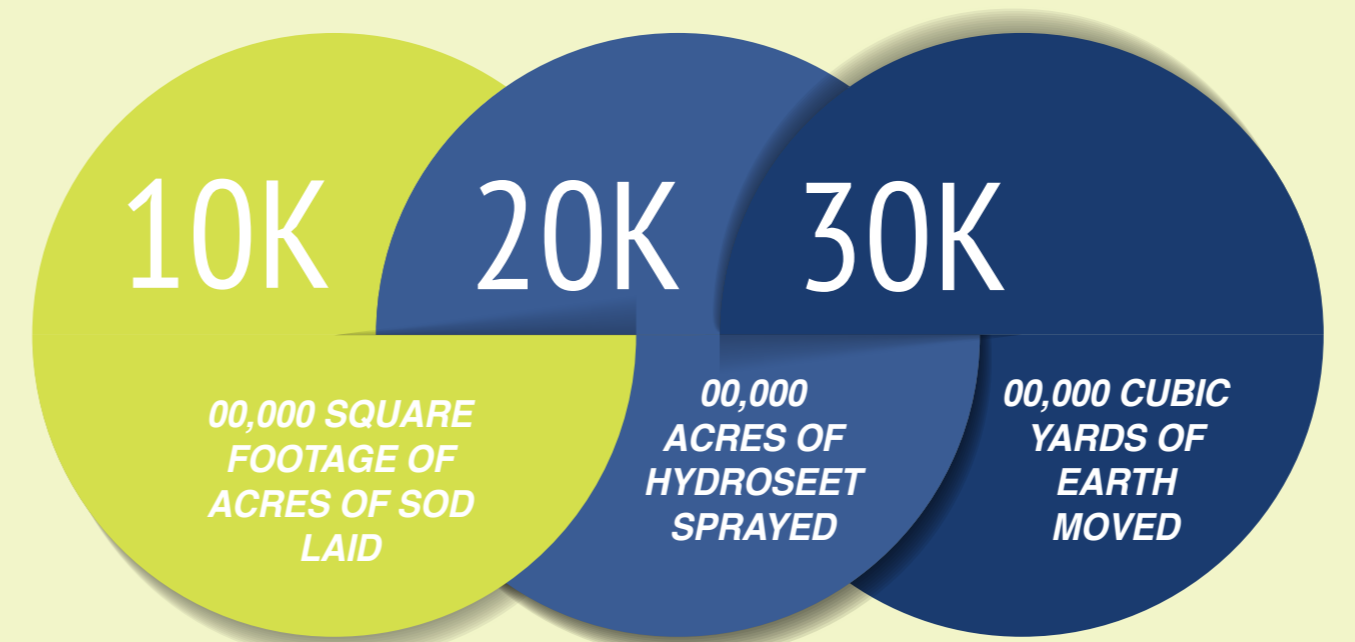 10K
00,000 SQUARE
FOOTAGE OF
ACRES OF SOD
LAID
20K
00,000
ACRES OF
HYDROSEET
SPRAYED
30K
00,000 CUBIC
YARDS OF
EARTH
MOVED